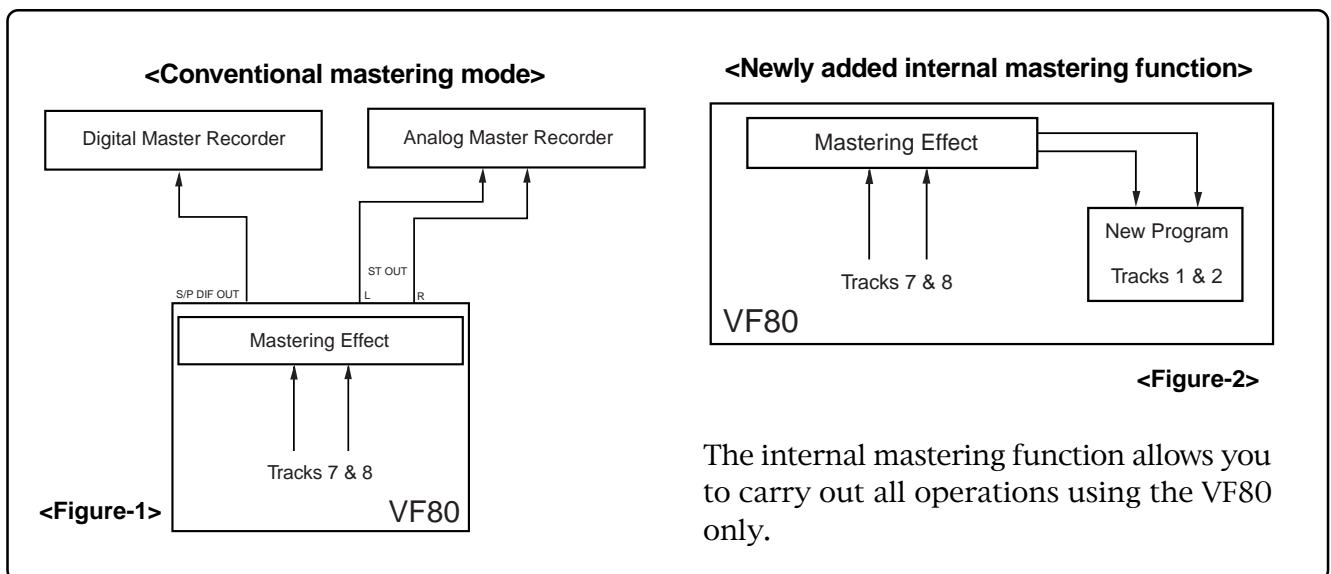 <Conventional mastering mode>
Digital Master Recorder
Analog Master Recorder
ST OUT
S/P DIF OUT
L
R
Mastering Effect
Tracks 7 & 8
VF80
<Figure-1>
<Newly added internal mastering function>
Mastering Effect
New Program
Tracks 1 & 2
Tracks 7 & 8
VF80
<Figure-2>
The internal mastering function allows you
to carry out all operations using the VF80
only.